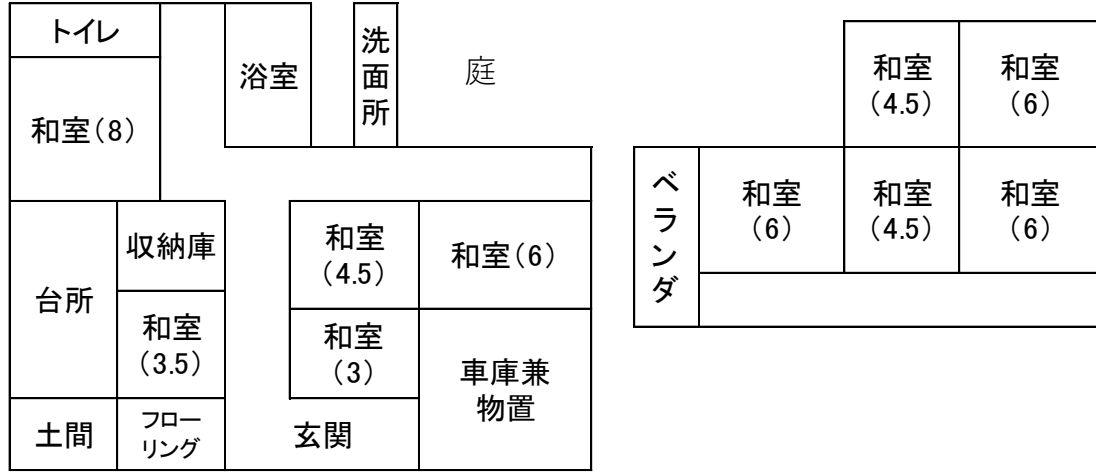 トイレ
和室(8)
浴室
洗
面
所
庭
台所
収納庫
和室
(3.5)
土間
フロー
リング
和室
(4.5)
和室(6)
和室
(3)
車庫兼
物置
玄関
和室
(4.5)
和室
(6)
ベ
ラ
ン
ダ
和室
(6)
和室
(4.5)
和室
(6)